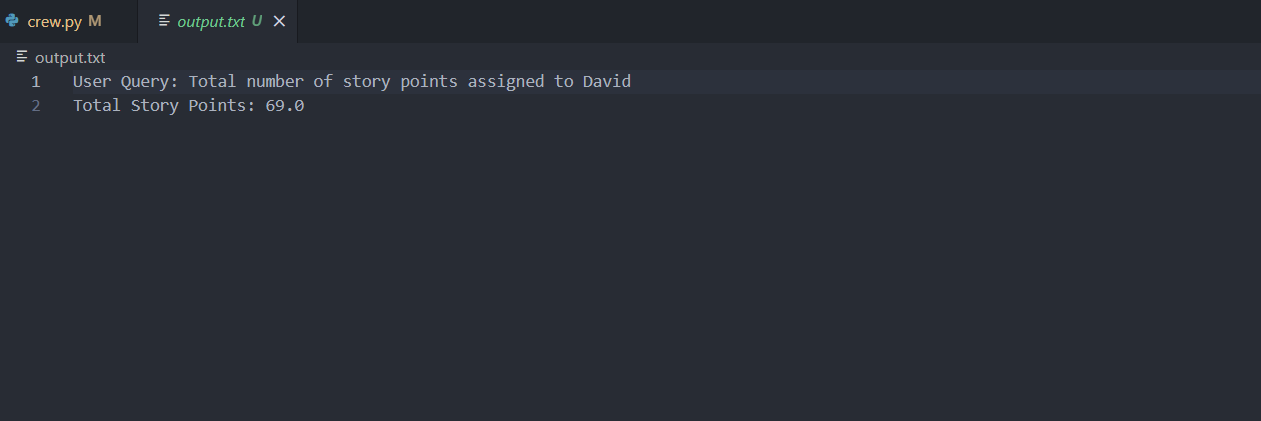 crew.py M
output.txt U
output.txt
1 User Query: Total number of story points assigned to David
2 Total Story Points: 69.0